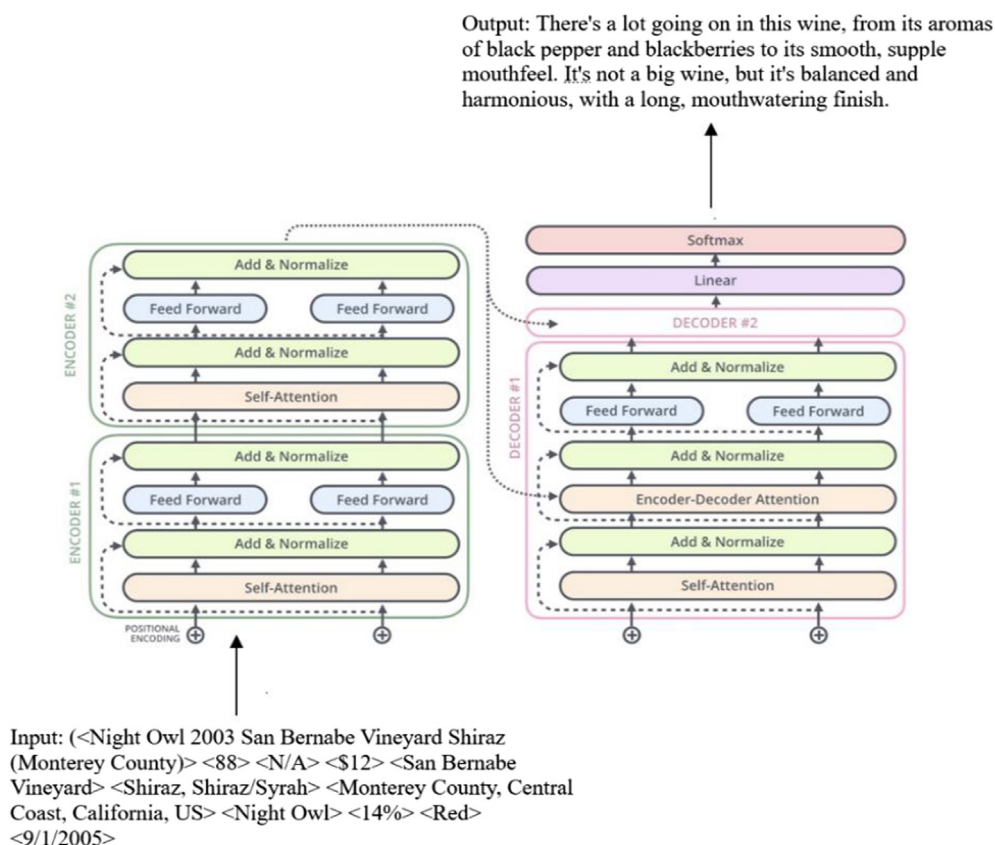 Output: There's a lot going on in this wine, from its aromas
of black pepper and blackberries to its smooth, supple
mouthfeel. It's not a big wine, but it's balanced and
harmonious, with a long, mouthwatering finish.
ENCODER #2
Add & Normalize
Feed Forward
Feed Forward
Add & Normalize
Self-Attention
ENCODER #1
Add & Normalize
Feed Forward
Feed Forward
Add & Normalize
Self-Attention
POSITIONAL
ENCODING
Softmax
Linear
DECODER #2
DECODER #1
Add & Normalize
Feed Forward
Feed Forward
Add & Normalize
Encoder-Decoder Attention
Add & Normalize
Self-Attention
Input: (<Night Owl 2003 San Bernabe Vineyard Shiraz
(Monterey County)> <88> <N/A> <$12> <San Bernabe
Vineyard> <Shiraz, Shiraz/Syrah> <Monterey County, Central
Coast, California, US> <Night Owl> <14%> <Red>
<9/1/2005>